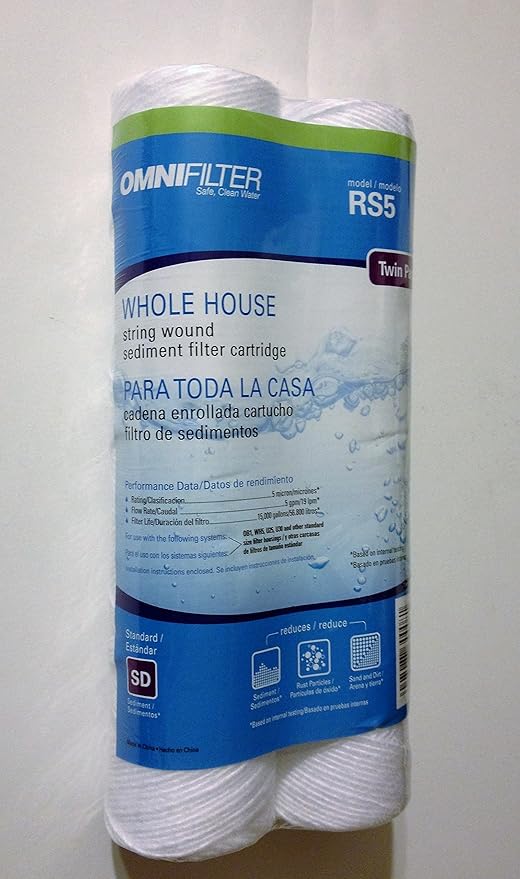 OMNIFILTER
Safe, Clean Water
model / modelo
RS5
Twin
WHOLE HOUSE
string wound
sediment filter cartridge
PARA TODA LA CASA
cadena enrollada cartucho
filtro de sedimentos
Performance Data/Datos de rendimiento
Rating/Clasificacion 5 micron/micrones*
Flow Rate/Caudal 5 gpm/19 lpm*
Filter Life/Duración del filtro 15,000 gallons/56.800 litros*
For use with the following systems:
Para el uso con los sistemas siguientes:
OB1, WH5, U25, U30 and other standard
size filter housings / y otras carcasas
de filtros de tamaño estándar
Installation instructions enclosed. Se incluyen instrucciones de instalación.
*Based on internal testing/
*Basado en pruebas
Standard /
Estándar
SD
Sediment /
Sedimentos*
reduces / reduce
Sediment /
Sedimentos*
Rust Particles /
Partículas de óxido*
Sand and Dirt /
Arena y tierra*
*Based on internal testing/Basado en pruebas internas
Made in China • Hecho en China